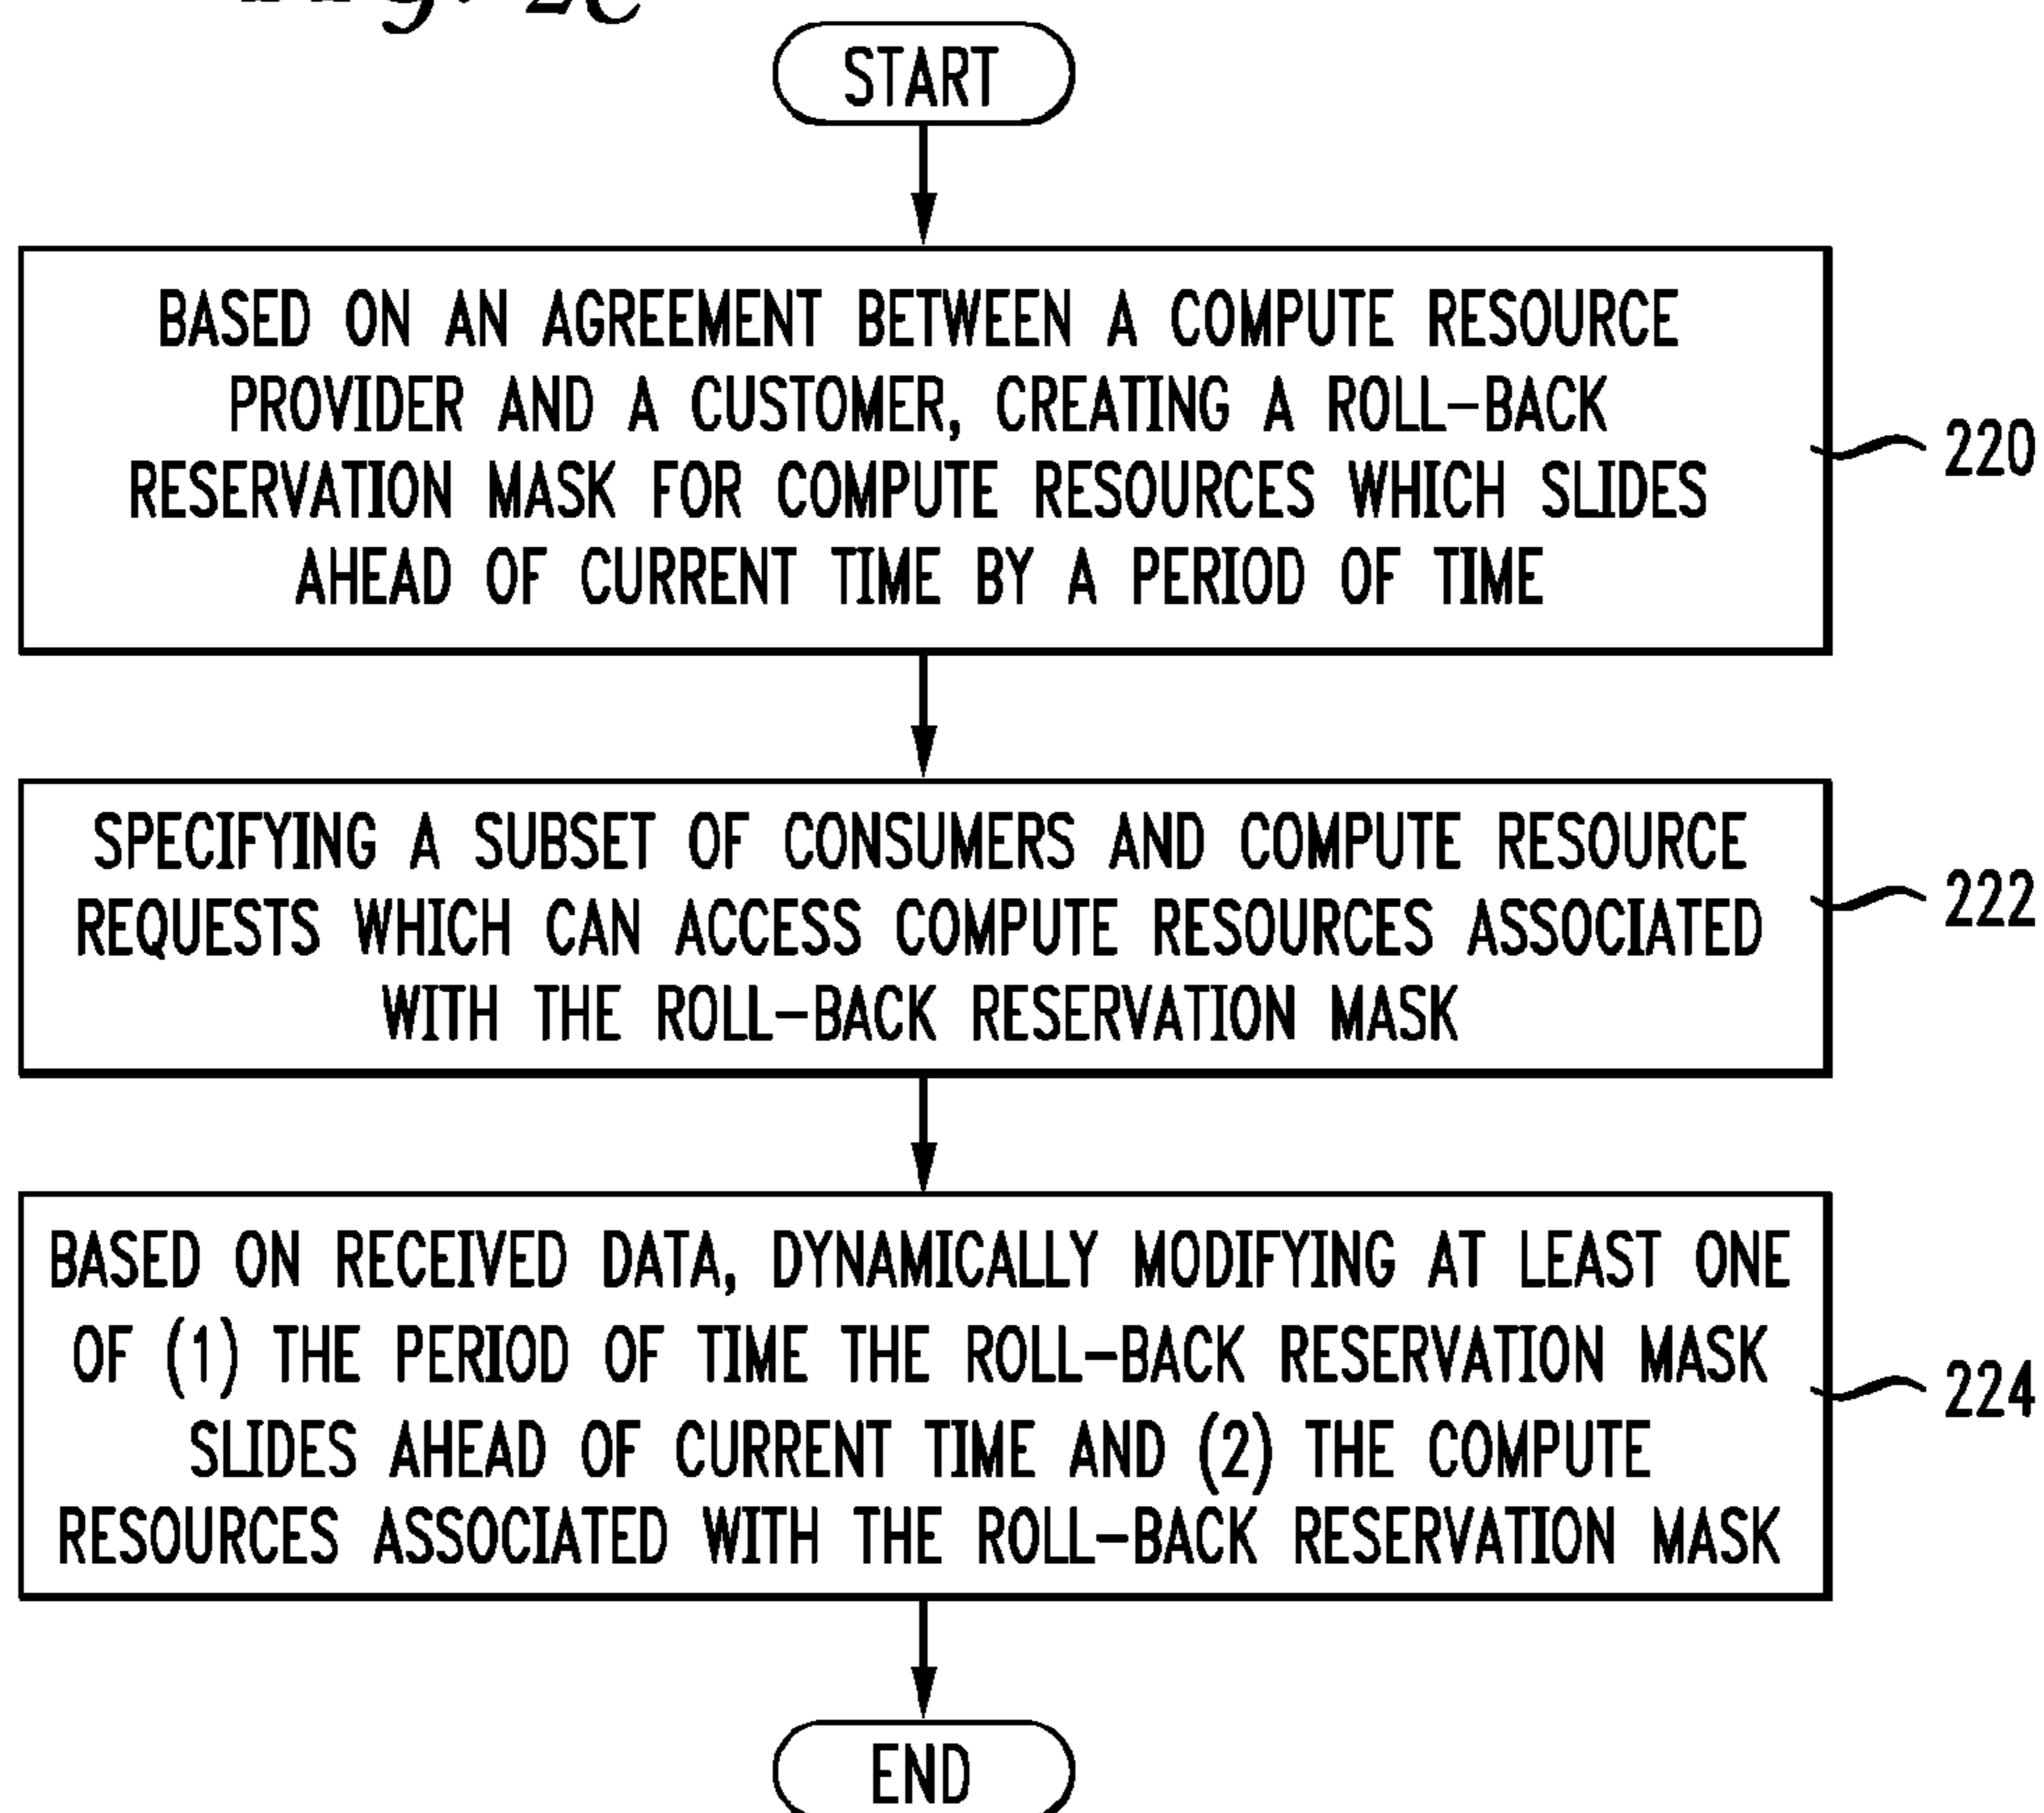 2C
START
BASED ON AN AGREEMENT BETWEEN A COMPUTE RESOURCE
PROVIDER AND A CUSTOMER, CREATING A ROLL-BACK
RESERVATION MASK FOR COMPUTE RESOURCES WHICH SLIDES
AHEAD OF CURRENT TIME BY A PERIOD OF TIME
220
SPECIFYING A SUBSET OF CONSUMERS AND COMPUTE RESOURCE
REQUESTS WHICH CAN ACCESS COMPUTE RESOURCES ASSOCIATED
WITH THE ROLL-BACK RESERVATION MASK
222
BASED ON RECEIVED DATA, DYNAMICALLY MODIFYING AT LEAST ONE
OF (1) THE PERIOD OF TIME THE ROLL-BACK RESERVATION MASK
SLIDES AHEAD OF CURRENT TIME AND (2) THE COMPUTE
RESOURCES ASSOCIATED WITH THE ROLL-BACK RESERVATION MASK
224
END